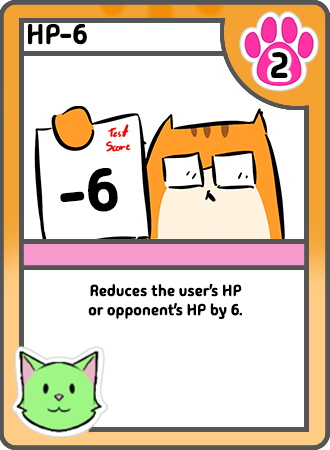 HP-6
2
Test
Score
-6
Reduces the user's HP
or opponent's HP by 6.